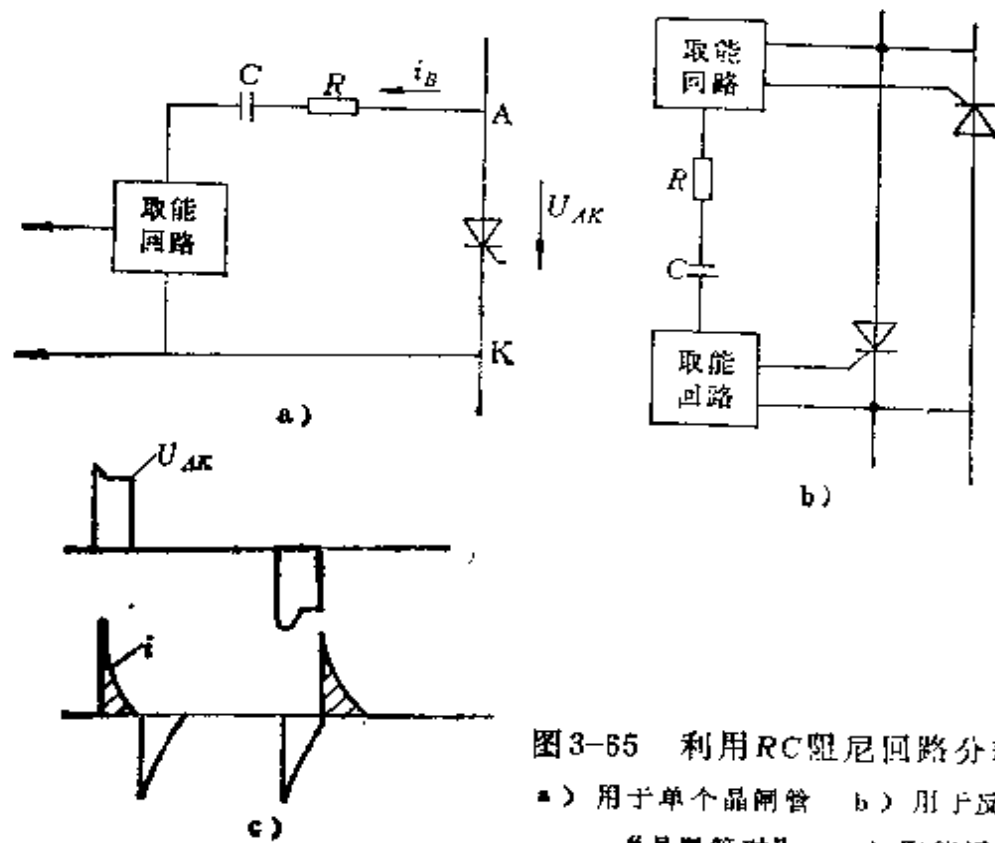 C
R
i_B
A
取能
回路
U_AK
K
a)
取能
回路
R
C
取能
回路
b)
U_AK
i
c)
图3-65 利用RC阻尼回路分
a) 用于单个晶闸管 b) 用于反